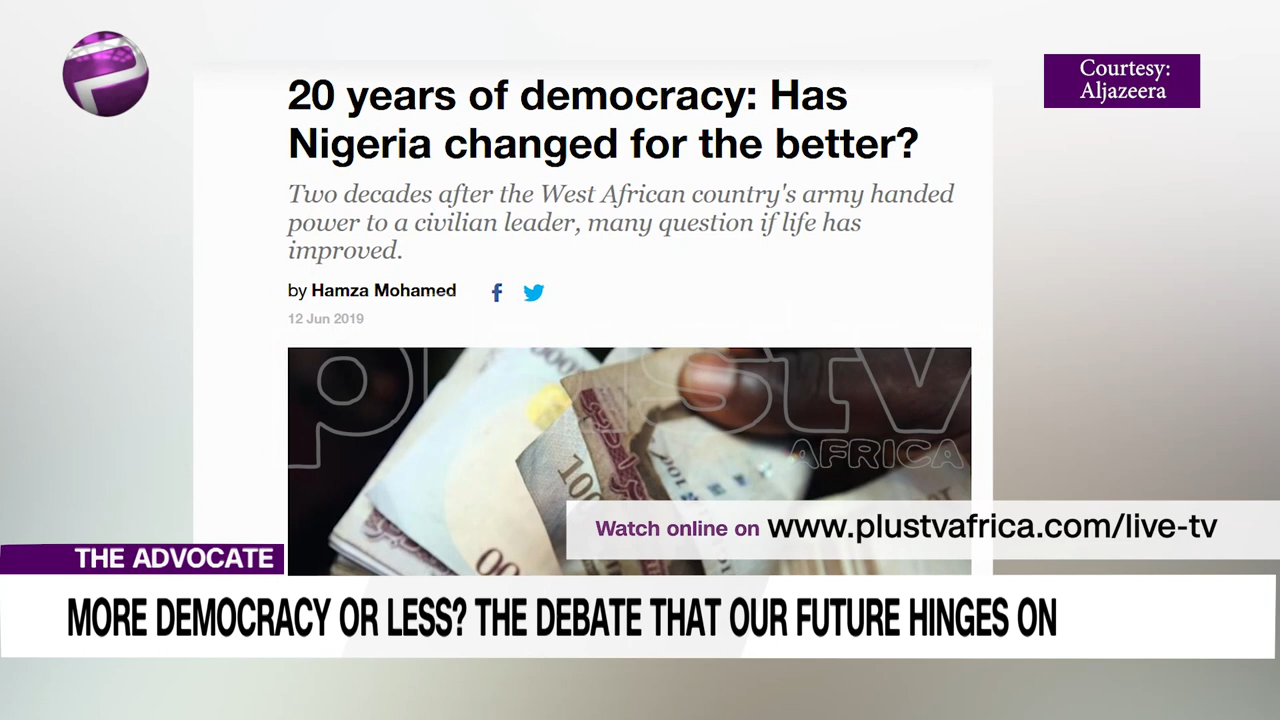 Courtesy:
Aljazeera
20 years of democracy: Has
Nigeria changed for the better?
Two decades after the West African country's army handed
power to a civilian leader, many question if life has
improved.
by Hamza Mohamed
12 Jun 2019
plustv
AFRICA
100
00
Watch online on www.plustvafrica.com/live-tv
THE ADVOCATE
MORE DEMOCRACY OR LESS? THE DEBATE THAT OUR FUTURE HINGES ON